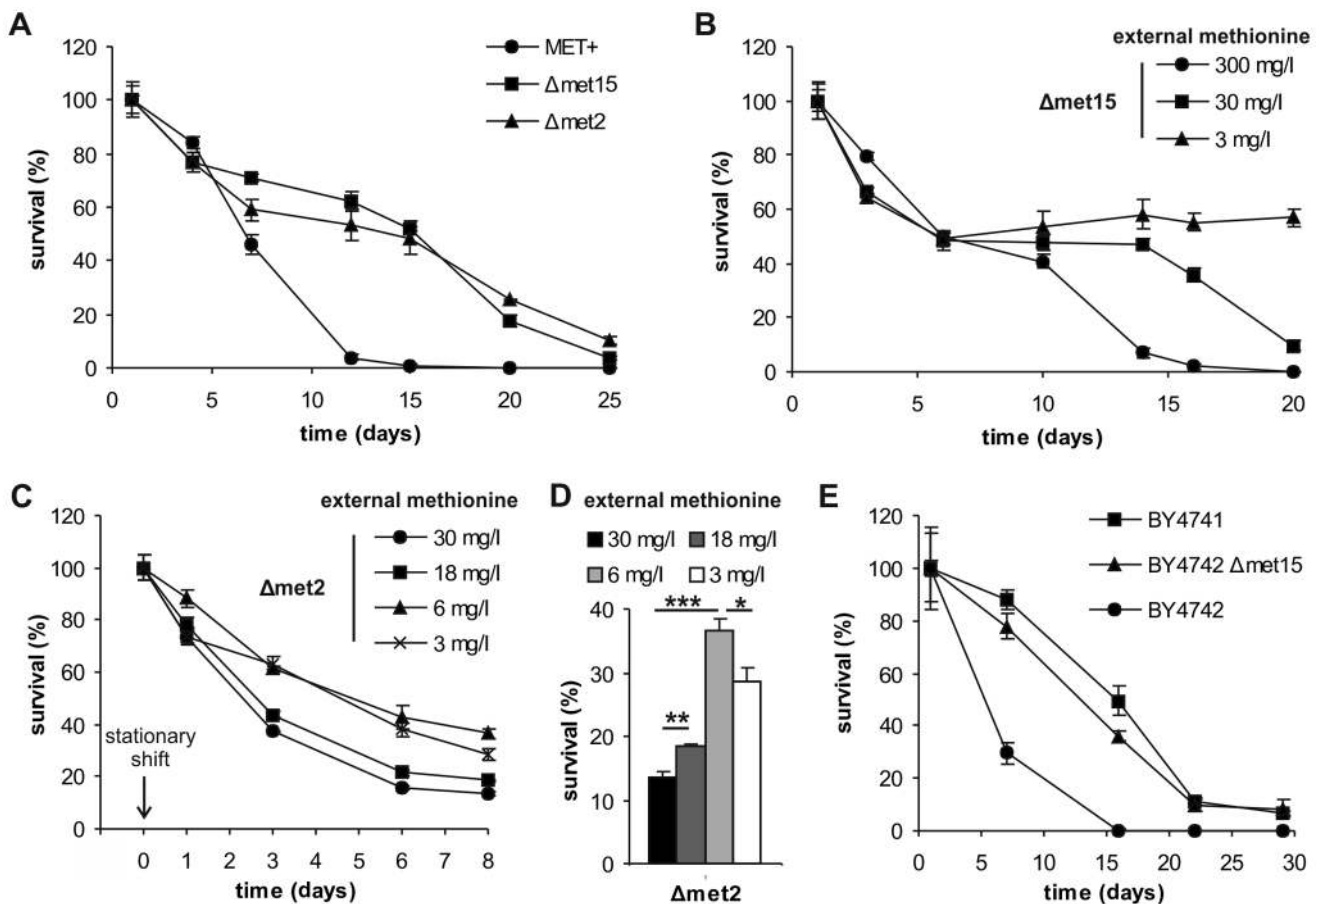 A
120
100
80
60
40
20
0
survival (%)
0 5 10 15 20 25
time (days)
MET+
Δmet15
Δmet2
B
120
100
80
60
40
20
0
survival (%)
0 5 10 15 20
time (days)
external methionine
Δmet15
300 mg/l
30 mg/l
3 mg/l
C
120
100
80
60
40
20
0
survival (%)
stationary
shift
0 1 2 3 4 5 6 7 8
time (days)
external methionine
Δmet2
30 mg/l
18 mg/l
6 mg/l
3 mg/l
D
external methionine
30 mg/l 18 mg/l
6 mg/l 3 mg/l
40
30
20
10
0
survival (%)
*** *
**
Δmet2
E
120
100
80
60
40
20
0
survival (%)
0 5 10 15 20 25 30
time (days)
BY4741
BY4742 Δmet15
BY4742